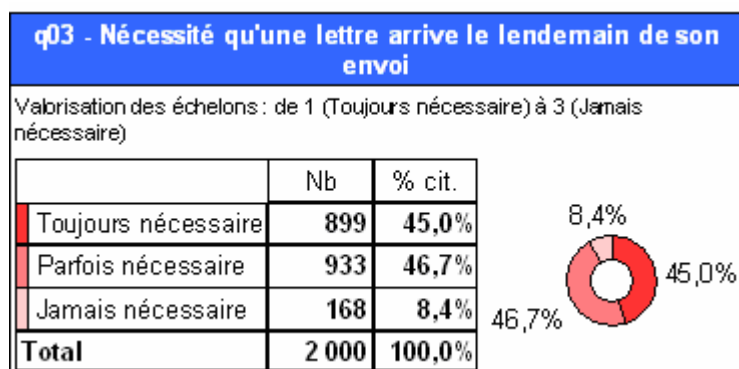 q03 - Nécessité qu'une lettre arrive le lendemain de son
envoi
Valorisation des échelons : de 1 (Toujours nécessaire) à 3 (Jamais
nécessaire)
Nb % cit.
Toujours nécessaire 899 45,0%
Parfois nécessaire 933 46,7%
Jamais nécessaire 168 8,4%
Total 2 000 100,0%
8,4%
45,0%
46,7%